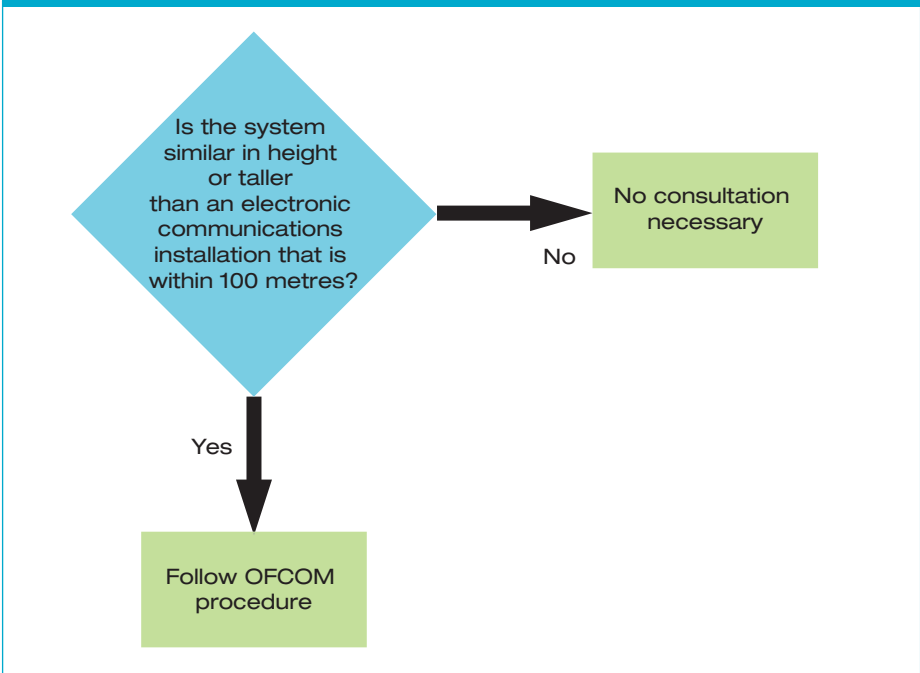 Is the system
similar in height
or taller
than an electronic
communications
installation that is
within 100 metres?
No
No consultation
necessary
Yes
Follow OFCOM
procedure